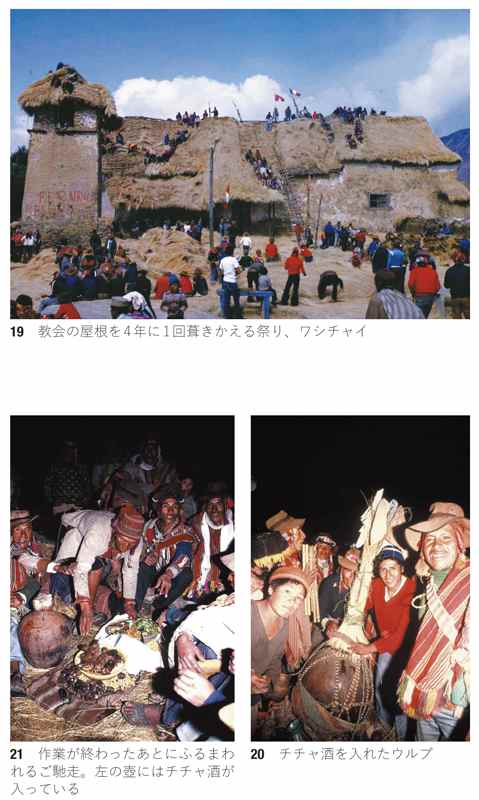 19 教会の屋根を4年に1回葺きかえる祭り、ワシチャイ
21 作業が終わったあとにふるまわ
れるご馳走。左の壺にはチチャ酒が
入っている
20 チチャ酒を入れたウルプ